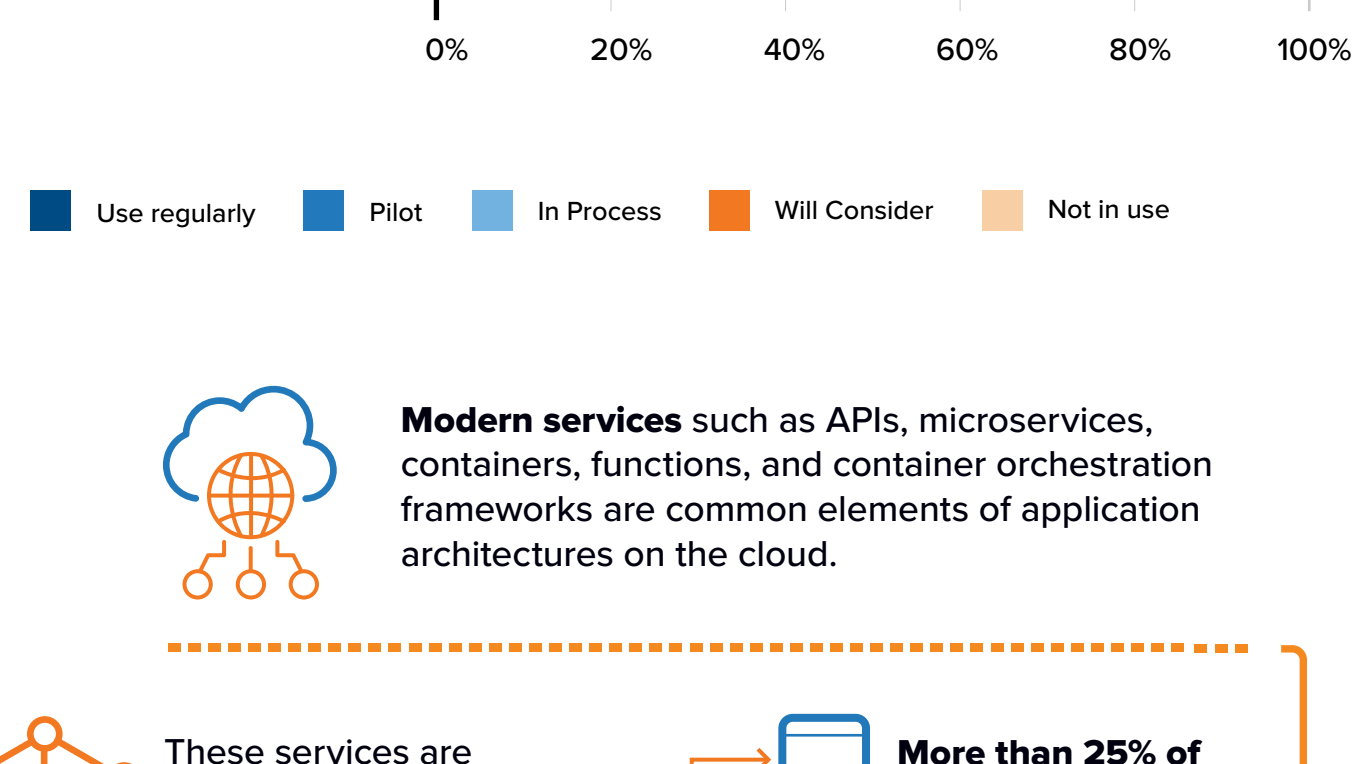 0% 20% 40% 60% 80% 100%
Use regularly Pilot In Process Will Consider Not in use
Modern services such as APIs, microservices,
containers, functions, and container orchestration
frameworks are common elements of application
architectures on the cloud.
These services are
More than 25% of